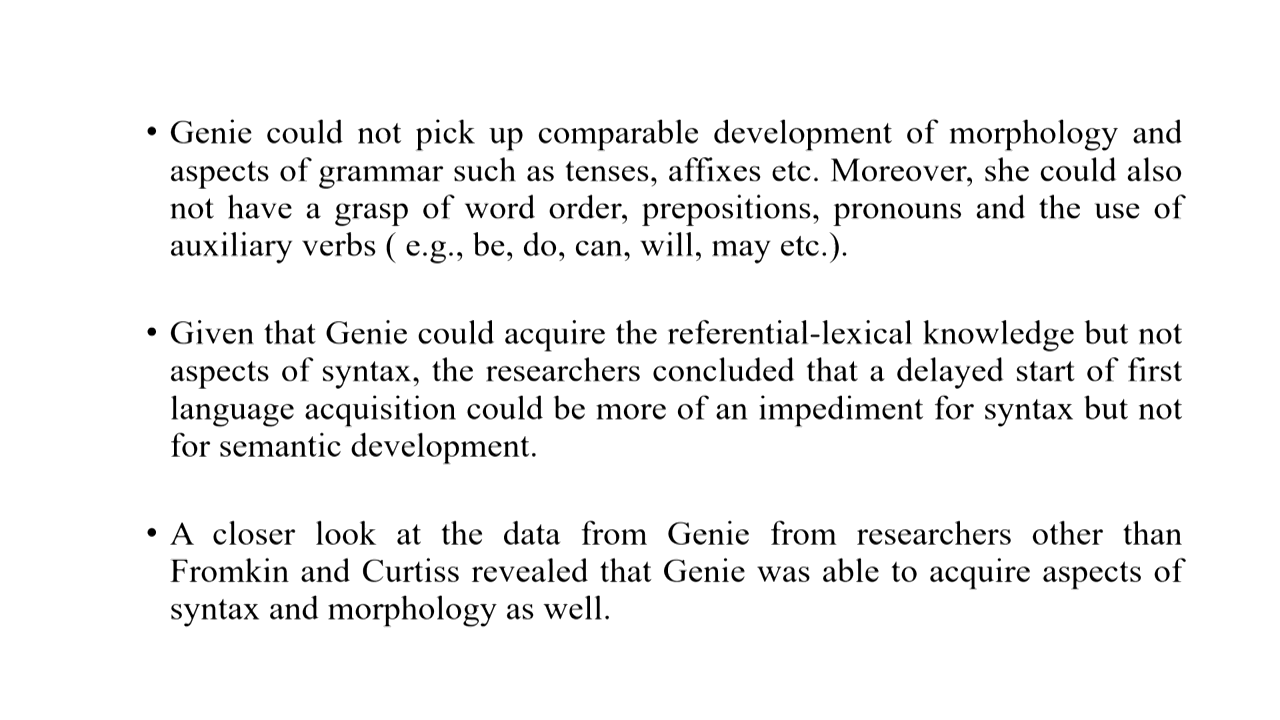 • Genie could not pick up comparable development of morphology and
aspects of grammar such as tenses, affixes etc. Moreover, she could also
not have a grasp of word order, prepositions, pronouns and the use of
auxiliary verbs ( e.g., be, do, can, will, may etc.).
• Given that Genie could acquire the referential-lexical knowledge but not
aspects of syntax, the researchers concluded that a delayed start of first
language acquisition could be more of an impediment for syntax but not
for semantic development.
• A closer look at the data from Genie from researchers other than
Fromkin and Curtiss revealed that Genie was able to acquire aspects of
syntax and morphology as well.